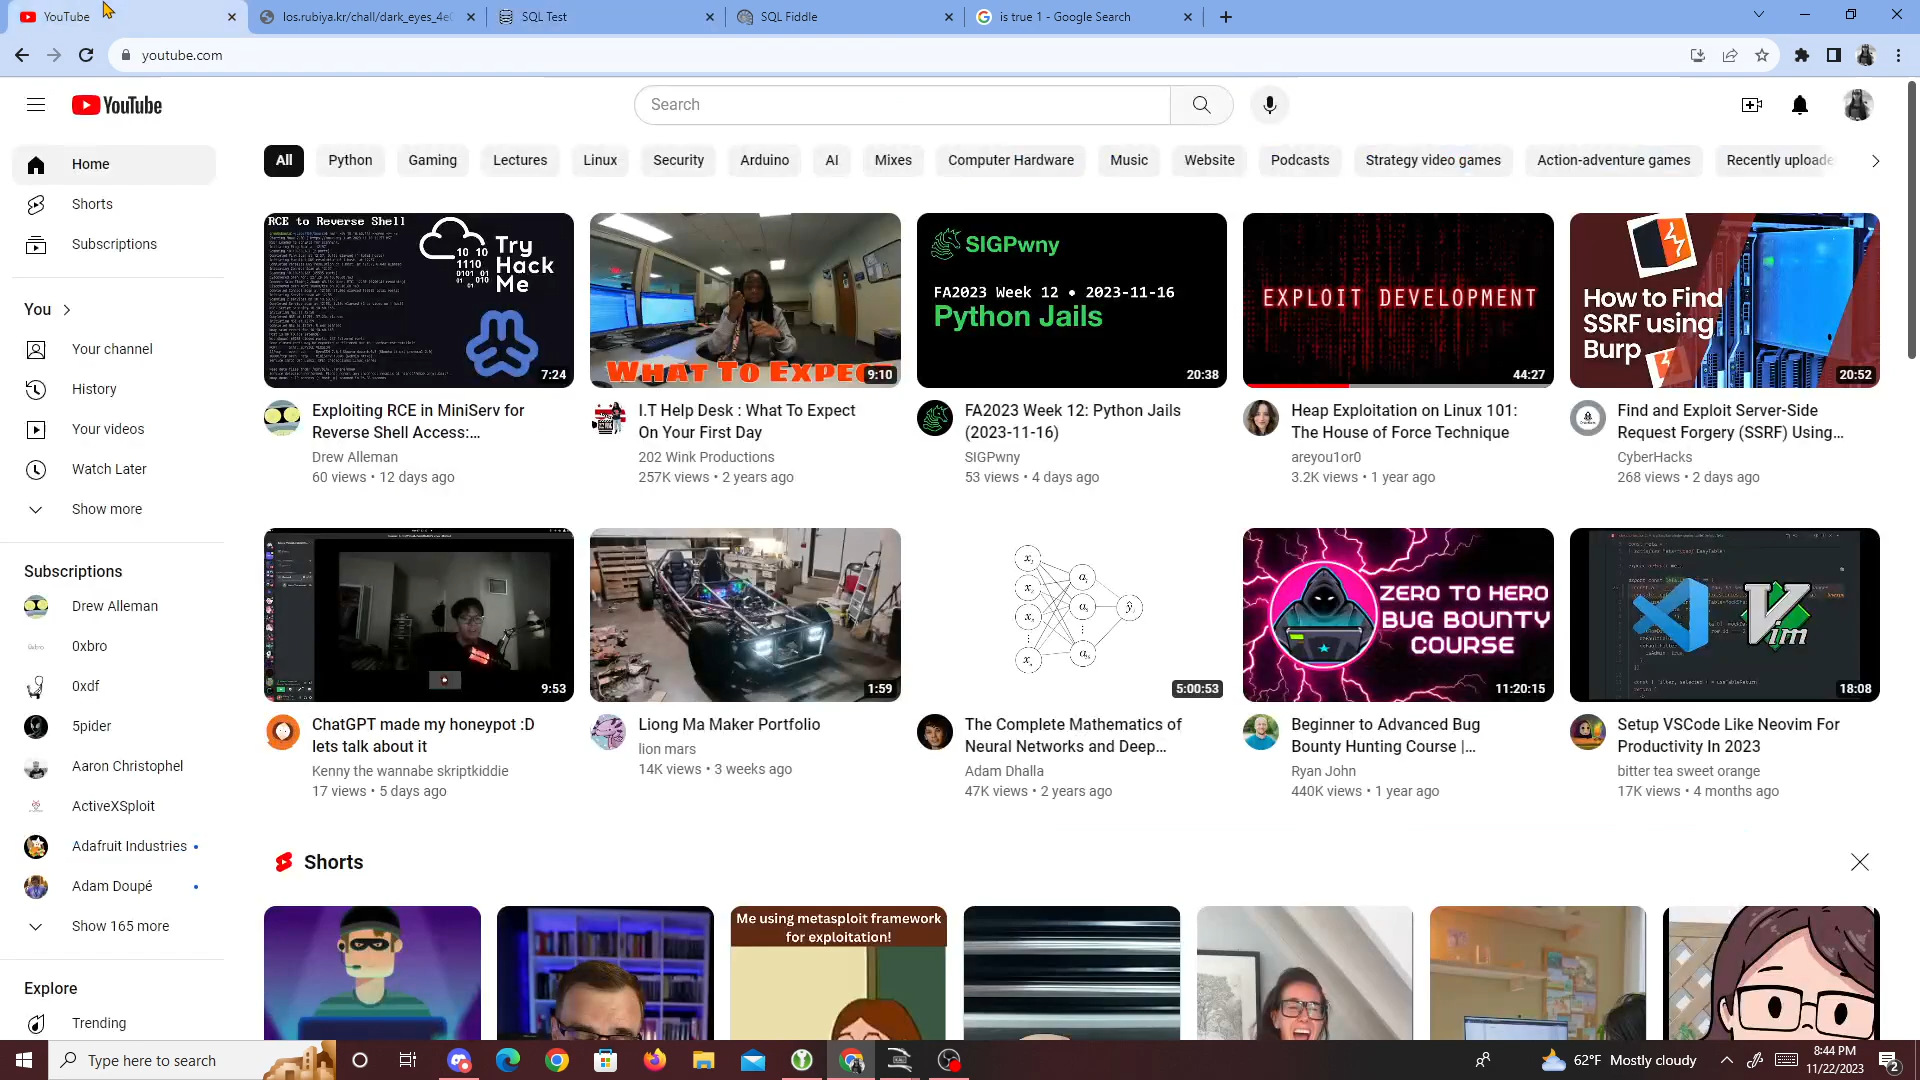 YouTube
los.rubiya.kr/chall/dark_eyes_4e0
SQL Test
SQL Fiddle
is true 1 - Google Search
youtube.com
YouTube
Search
Home
Shorts
Subscriptions
You
Your channel
History
Your videos
Watch Later
Show more
Subscriptions
Drew Alleman
0xbro
0xdf
5pider
Aaron Christophel
ActiveXSploit
Adafruit Industries
Adam Doupé
Show 165 more
Explore
Trending
All
Python
Gaming
Lectures
Linux
Security
Arduino
AI
Mixes
Computer Hardware
Music
Website
Podcasts
Strategy video games
Action-adventure games
Recently uploade
RCE to Reverse Shell
Try
Hack
Me
7:24
Exploiting RCE in MiniServ for
Reverse Shell Access:...
Drew Alleman
60 views • 12 days ago
WHAT TO EXPEC
9:10
I.T Help Desk : What To Expect
On Your First Day
202 Wink Productions
257K views • 2 years ago
SIGPwny
FA2023 Week 12 • 2023-11-16
Python Jails
20:38
FA2023 Week 12: Python Jails
(2023-11-16)
SIGPwny
53 views • 4 days ago
EXPLOIT DEVELOPMENT
44:27
Heap Exploitation on Linux 101:
The House of Force Technique
areyou1or0
3.2K views • 1 year ago
How to Find
SSRF using
Burp
20:52
Find and Exploit Server-Side
Request Forgery (SSRF) Using...
CyberHacks
268 views • 2 days ago
9:53
ChatGPT made my honeypot :D
lets talk about it
Kenny the wannabe skriptkiddie
17 views • 5 days ago
1:59
Liong Ma Maker Portfolio
lion mars
14K views • 3 weeks ago
5:00:53
The Complete Mathematics of
Neural Networks and Deep...
Adam Dhalla
47K views • 2 years ago
ZERO TO HERO
BUG BOUNTY
COURSE
11:20:15
Beginner to Advanced Bug
Bounty Hunting Course |...
Ryan John
440K views • 1 year ago
Vim
18:08
Setup VSCode Like Neovim For
Productivity In 2023
bitter tea sweet orange
17K views • 4 months ago
Shorts
Me using metasploit framework
for exploitation!
Type here to search
62°F Mostly cloudy
8:44 PM
11/22/2023
2